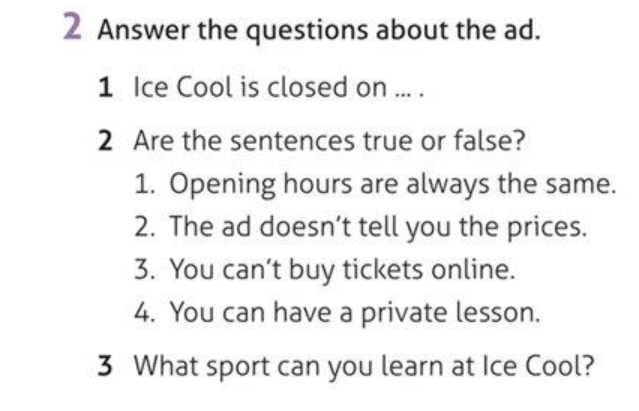 2 Answer the questions about the ad.
1 Ice Cool is closed on ... .
2 Are the sentences true or false?
1. Opening hours are always the same.
2. The ad doesn't tell you the prices.
3. You can't buy tickets online.
4. You can have a private lesson.
3 What sport can you learn at Ice Cool?